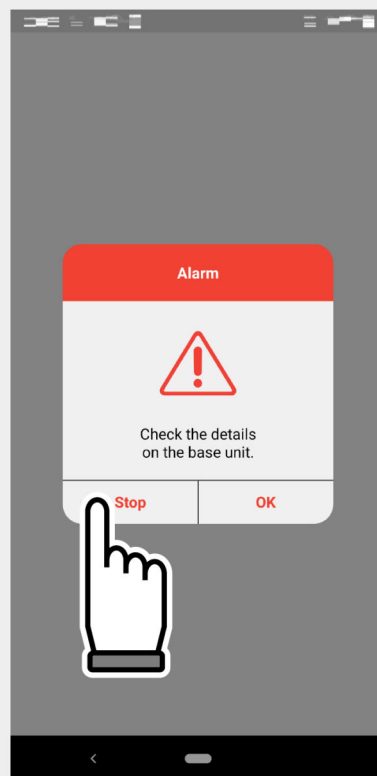 Alarm
Check the details
on the base unit.
Stop
OK